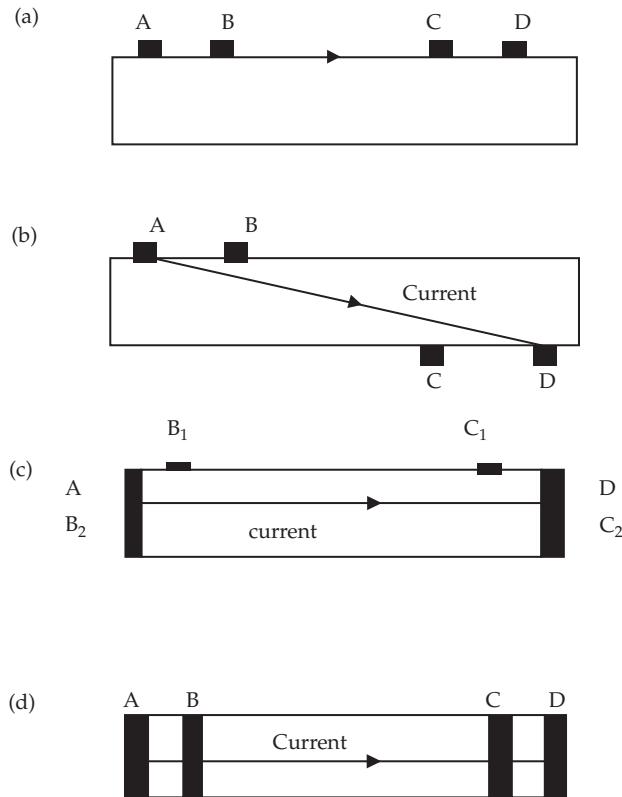 (a)
A B C D
(b)
A B
Current
C D
B₁ C₁
(c)
A D
B₂ C₂
current
(d)
A B C D
Current